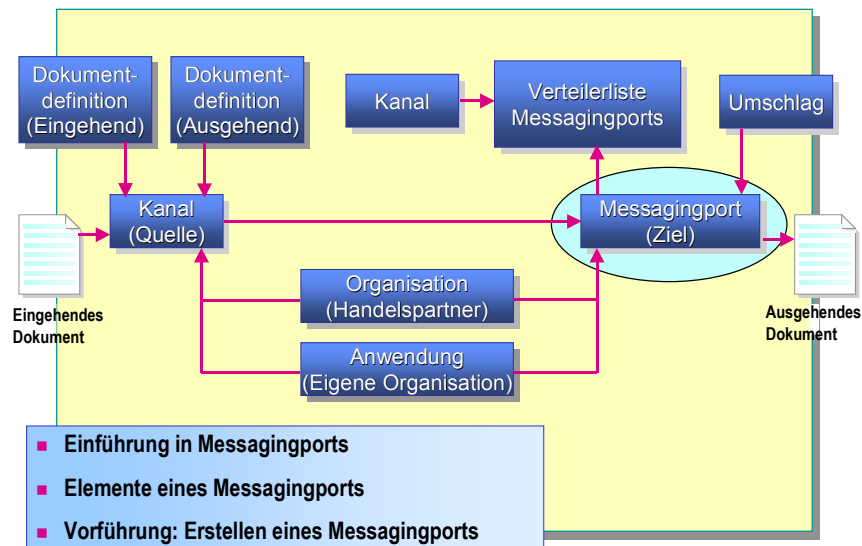 Dokument-
definition
(Eingehend)
Dokument-
definition
(Ausgehend)
Kanal
Verteilerliste
Messagingports
Umschlag
Kanal
(Quelle)
Messagingport
(Ziel)
Organisation
(Handelspartner)
Anwendung
(Eigene Organisation)
Eingehendes
Dokument
Ausgehendes
Dokument
Einführung in Messagingports
Elemente eines Messagingports
Vorführung: Erstellen eines Messagingports